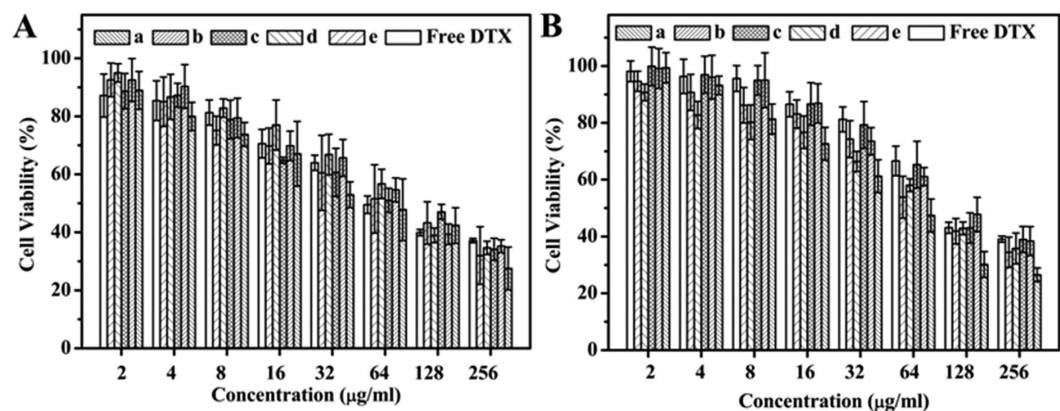 A
a b c d e Free DTX
Cell Viability (%)
100
80
60
40
20
0
2 4 8 16 32 64 128 256
Concentration (μg/ml)
B
a b c d e Free DTX
Cell Viability (%)
100
80
60
40
20
0
2 4 8 16 32 64 128 256
Concentration (μg/ml)